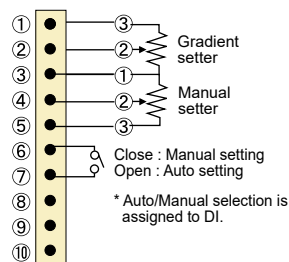 ① ③
② ② Gradient
setter
③ ①
④ ② Manual
setter
⑤ ③
⑥ Close : Manual setting
⑦ Open : Auto setting
⑧ * Auto/Manual selection is
assigned to DI.
⑨
⑩